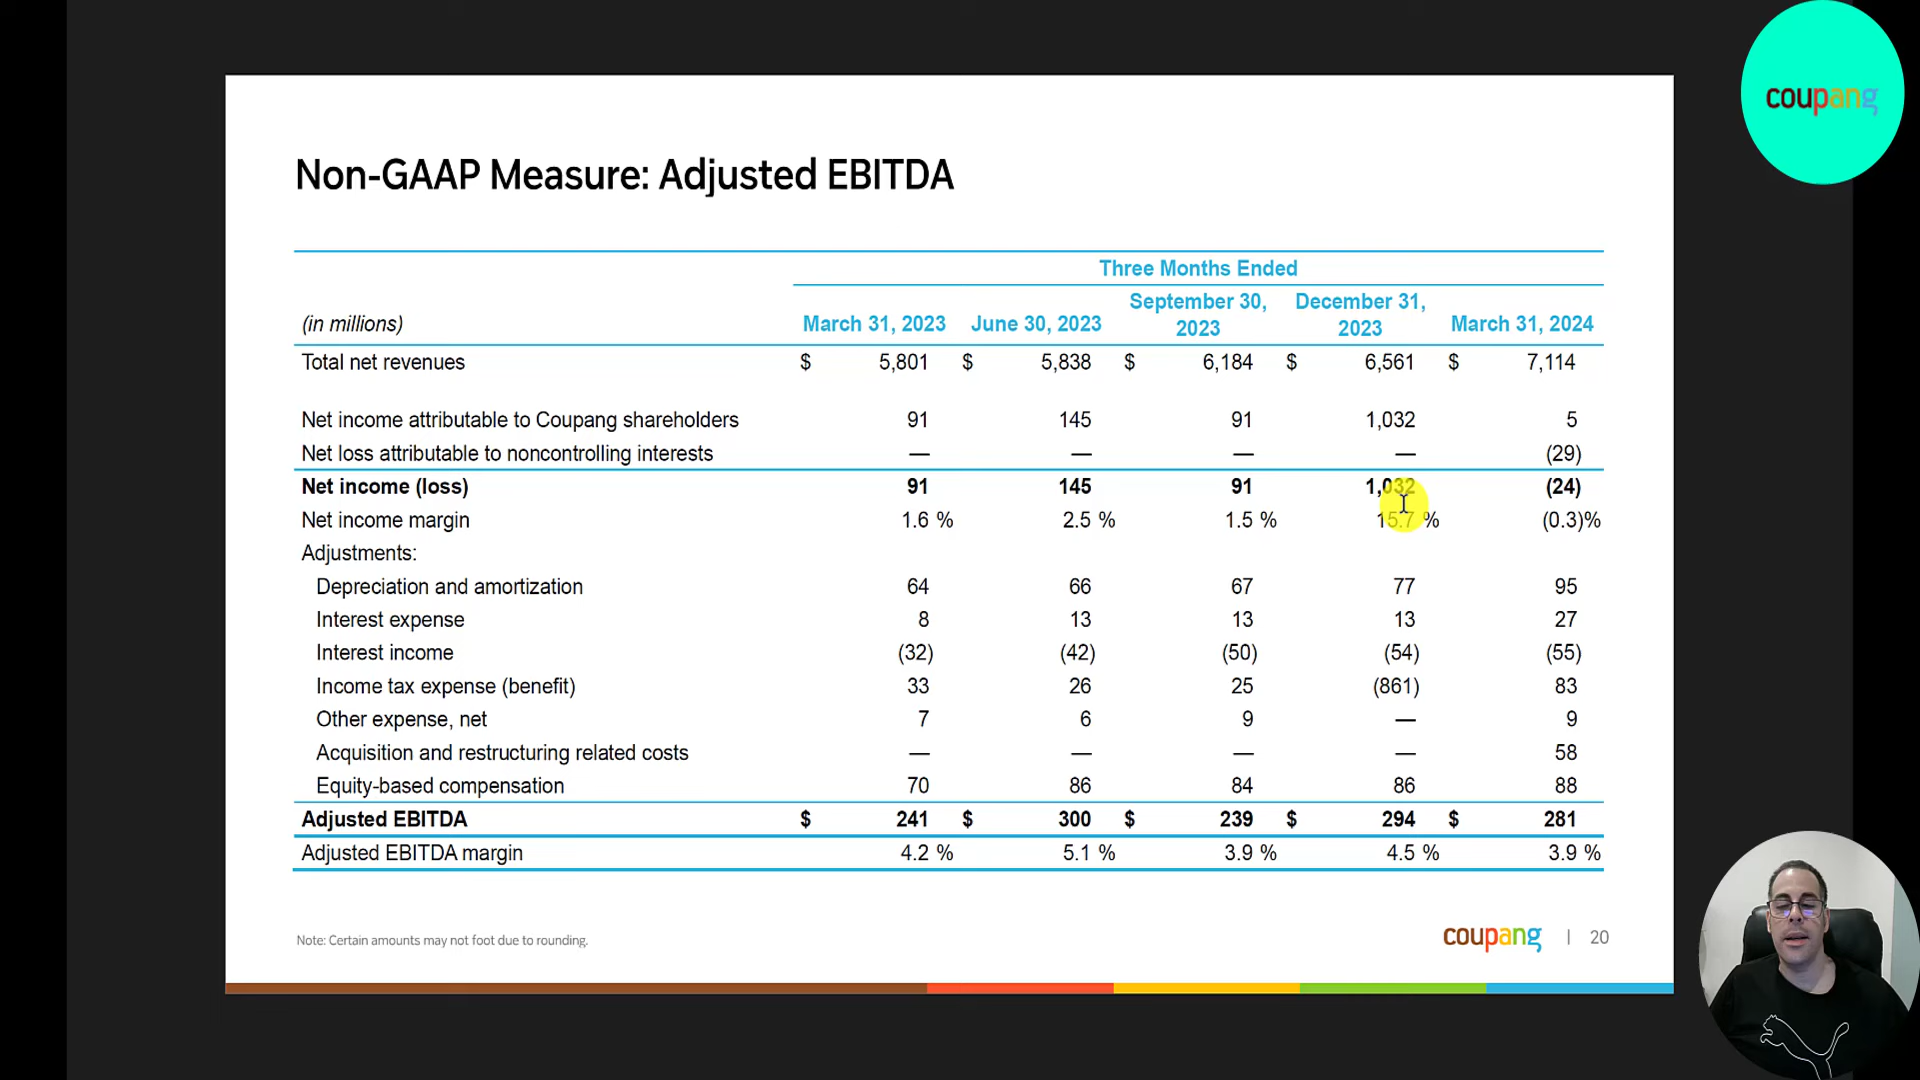 coupang
Non-GAAP Measure: Adjusted EBITDA
Three Months Ended
(in millions) March 31, 2023 June 30, 2023 September 30, 2023 December 31, 2023 March 31, 2024
Total net revenues $ 5,801 $ 5,838 $ 6,184 $ 6,561 $ 7,114
Net income attributable to Coupang shareholders 91 145 91 1,032 5
Net loss attributable to noncontrolling interests — — — — (29)
Net income (loss) 91 145 91 1,032 (24)
Net income margin 1.6 % 2.5 % 1.5 % 15.7 % (0.3)%
Adjustments:
Depreciation and amortization 64 66 67 77 95
Interest expense 8 13 13 13 27
Interest income (32) (42) (50) (54) (55)
Income tax expense (benefit) 33 26 25 (861) 83
Other expense, net 7 6 9 — 9
Acquisition and restructuring related costs — — — — 58
Equity-based compensation 70 86 84 86 88
Adjusted EBITDA $ 241 $ 300 $ 239 $ 294 $ 281
Adjusted EBITDA margin 4.2 % 5.1 % 3.9 % 4.5 % 3.9 %
Note: Certain amounts may not foot due to rounding.
coupang | 20